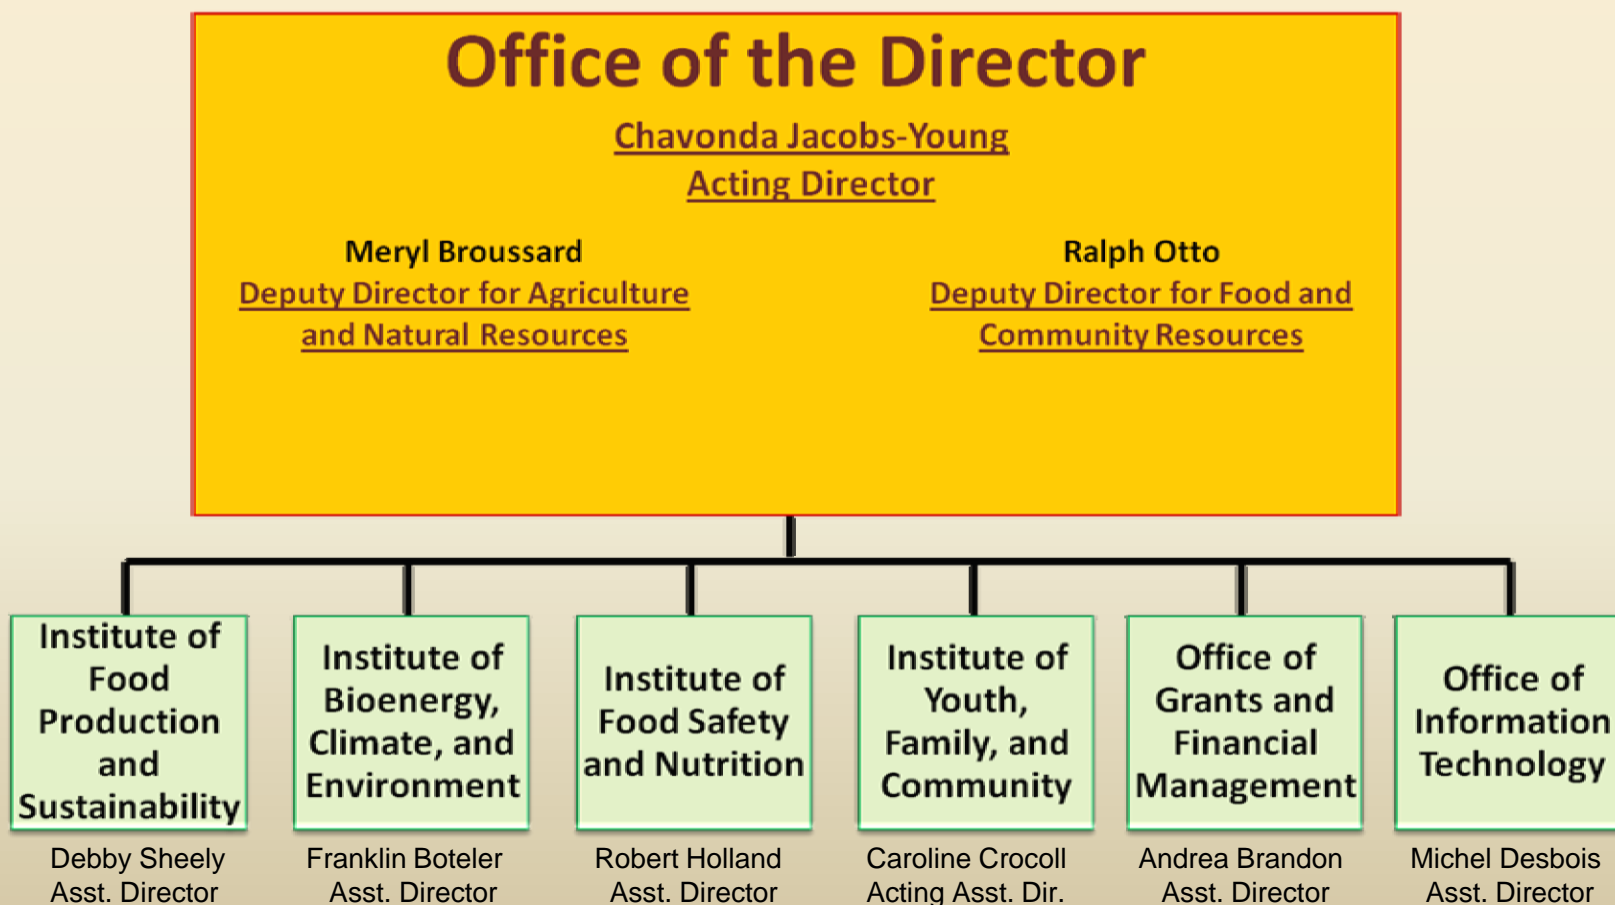 Office of the Director
Chavonda Jacobs-Young
Acting Director
Meryl Broussard
Deputy Director for Agriculture
and Natural Resources
Ralph Otto
Deputy Director for Food and
Community Resources
Institute of
Food
Production
and
Sustainability
Institute of
Bioenergy,
Climate, and
Environment
Institute of
Food Safety
and Nutrition
Institute of
Youth,
Family, and
Community
Office of
Grants and
Financial
Management
Office of
Information
Technology
Debby Sheely
Asst. Director
Franklin Boteler
Asst. Director
Robert Holland
Asst. Director
Caroline Crocoll
Acting Asst. Dir.
Andrea Brandon
Asst. Director
Michel Desbois
Asst. Director